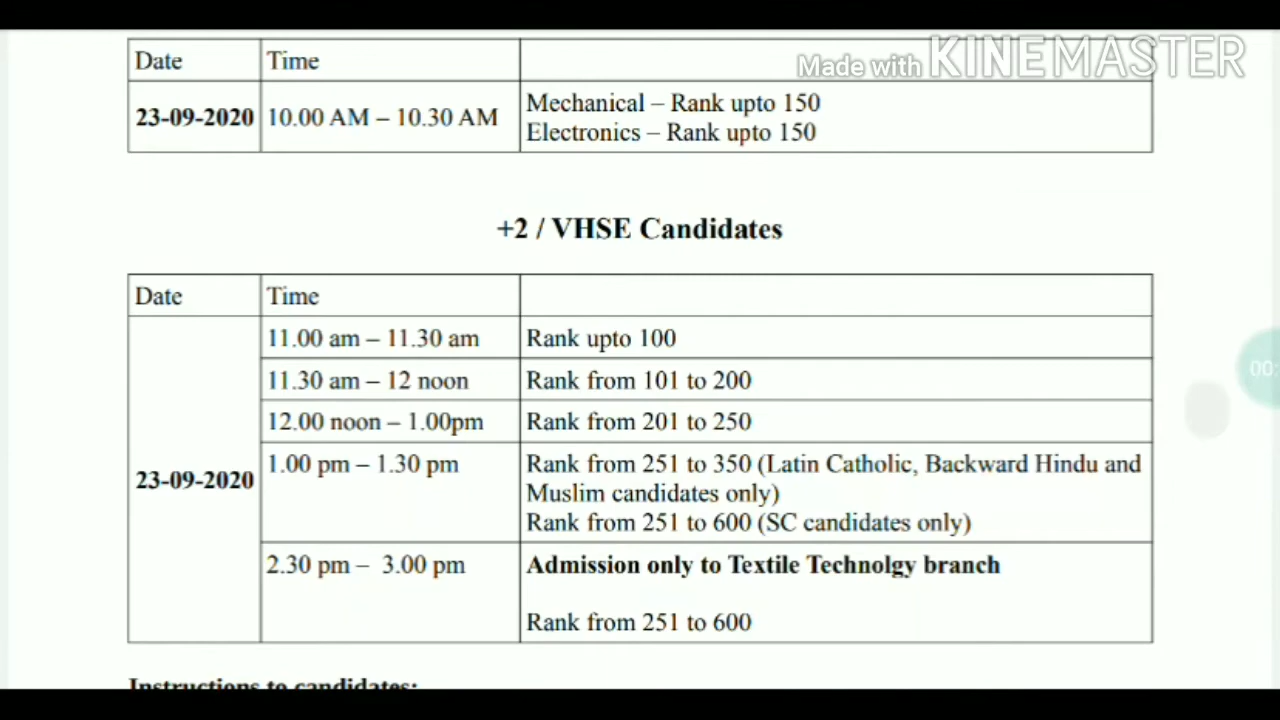 Made with KINEMASTER
Date Time
23-09-2020 10.00 AM – 10.30 AM Mechanical – Rank upto 150
Electronics – Rank upto 150
+2 / VHSE Candidates
Date Time
11.00 am – 11.30 am Rank upto 100
11.30 am – 12 noon Rank from 101 to 200
12.00 noon – 1.00pm Rank from 201 to 250
23-09-2020
1.00 pm – 1.30 pm Rank from 251 to 350 (Latin Catholic, Backward Hindu and
Muslim candidates only)
Rank from 251 to 600 (SC candidates only)
2.30 pm – 3.00 pm Admission only to Textile Technolgy branch
Rank from 251 to 600
Instructions to candidates:
00: